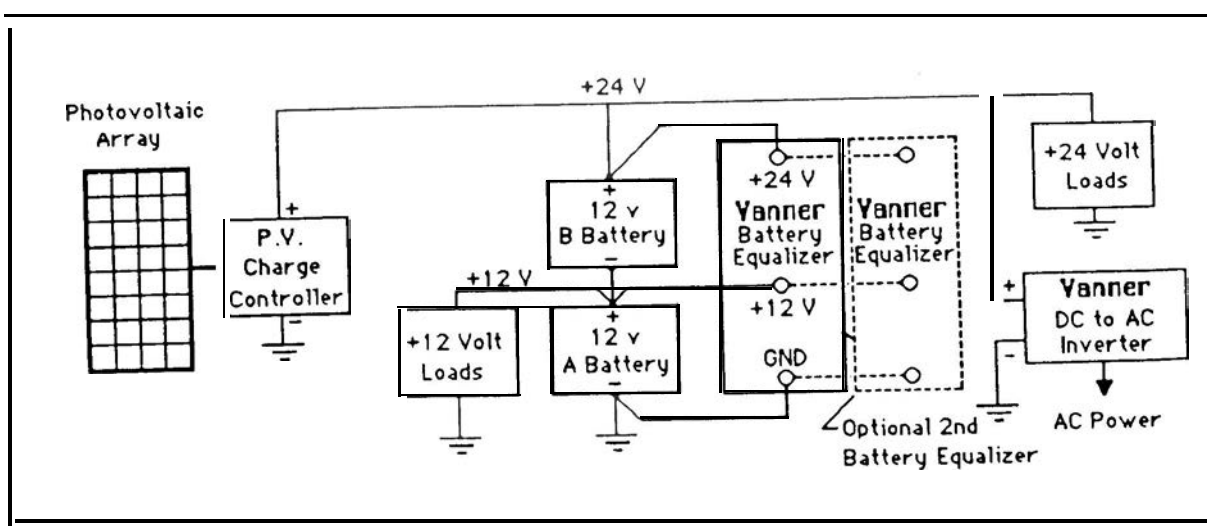 +24 V
Photovoltaic
Array
+
P.V.
Charge
Controller
−
+
12 v
B Battery
−
+12 V
+12 Volt
Loads
+
12 v
A Battery
−
+24 V
Vanner
Battery
Equalizer
+12 V
GND
Vanner
Battery
Equalizer
Optional 2nd
Battery Equalizer
+24 Volt
Loads
+
−
Vanner
DC to AC
Inverter
AC Power